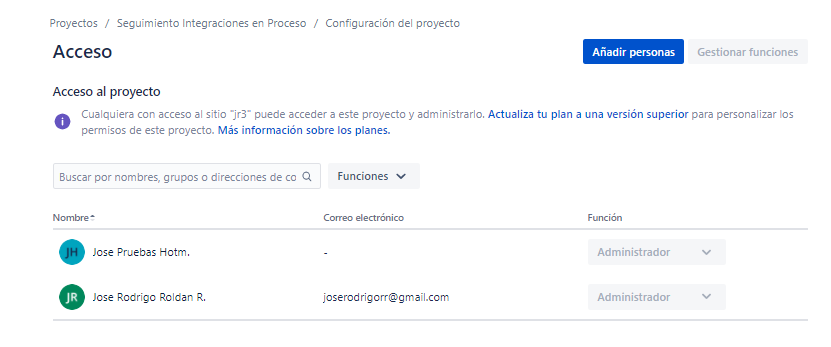 Proyectos / Seguimiento Integraciones en Proceso / Configuración del proyecto
Acceso
Añadir personas
Gestionar funciones
Acceso al proyecto
Cualquiera con acceso al sitio "jr3" puede acceder a este proyecto y administrarlo. Actualiza tu plan a una versión superior para personalizar los
permisos de este proyecto. Más información sobre los planes.
Buscar por nombres, grupos o direcciones de co
Funciones
Nombre Correo electrónico Función
JH Jose Pruebas Hotm. - Administrador
JR Jose Rodrigo Roldan R. joserodrigorr@gmail.com Administrador